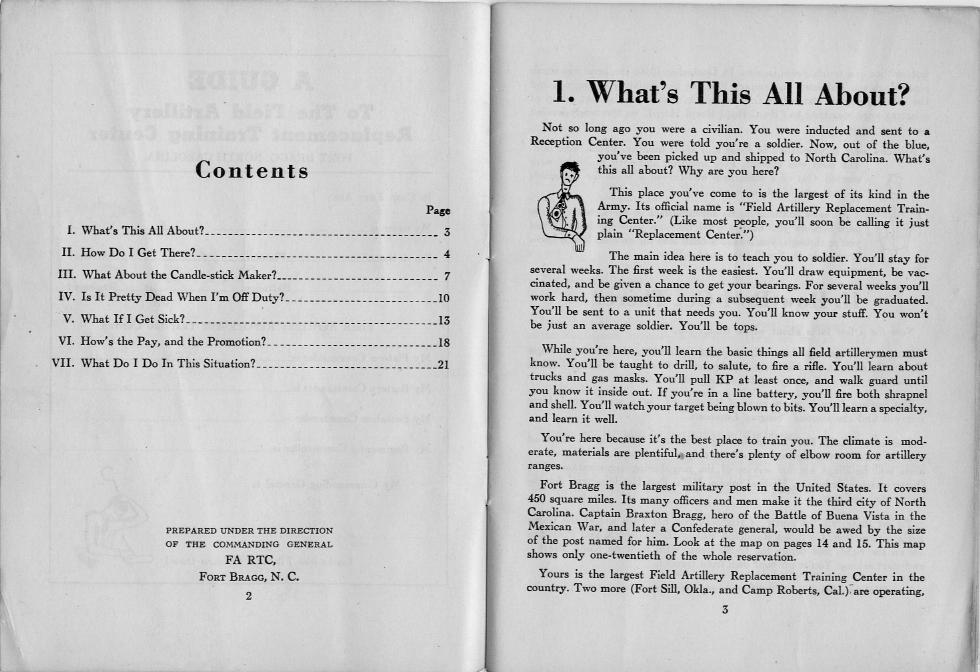 Contents
Page
I. What's This All About? 3
II. How Do I Get There? 4
III. What About the Candle-stick Maker? 7
IV. Is It Pretty Dead When I'm Off Duty? 10
V. What If I Get Sick? 13
VI. How's the Pay, and the Promotion? 18
VII. What Do I Do In This Situation? 21
PREPARED UNDER THE DIRECTION
OF THE COMMANDING GENERAL
FA RTC,
FORT BRAGG, N. C.
2
1. What's This All About?
Not so long ago you were a civilian. You were inducted and sent to a
Reception Center. You were told you're a soldier. Now, out of the blue,
you've been picked up and shipped to North Carolina. What's
this all about? Why are you here?
This place you've come to is the largest of its kind in the
Army. Its official name is "Field Artillery Replacement Train-
ing Center." (Like most people, you'll soon be calling it just
plain "Replacement Center.")
The main idea here is to teach you to soldier. You'll stay for
several weeks. The first week is the easiest. You'll draw equipment, be vac-
cinated, and be given a chance to get your bearings. For several weeks you'll
work hard, then sometime during a subsequent week you'll be graduated.
You'll be sent to a unit that needs you. You'll know your stuff. You won't
be just an average soldier. You'll be tops.
While you're here, you'll learn the basic things all field artillerymen must
know. You'll be taught to drill, to salute, to fire a rifle. You'll learn about
trucks and gas masks. You'll pull KP at least once, and walk guard until
you know it inside out. If you're in a line battery, you'll fire both shrapnel
and shell. You'll watch your target being blown to bits. You'll learn a specialty,
and learn it well.
You're here because it's the best place to train you. The climate is mod-
erate, materials are plentiful, and there's plenty of elbow room for artillery
ranges.
Fort Bragg is the largest military post in the United States. It covers
450 square miles. Its many officers and men make it the third city of North
Carolina. Captain Braxton Bragg, hero of the Battle of Buena Vista in the
Mexican War, and later a Confederate general, would be awed by the size
of the post named for him. Look at the map on pages 14 and 15. This map
shows only one-twentieth of the whole reservation.
Yours is the largest Field Artillery Replacement Training Center in the
country. Two more (Fort Sill, Okla., and Camp Roberts, Cal.) are operating,
3